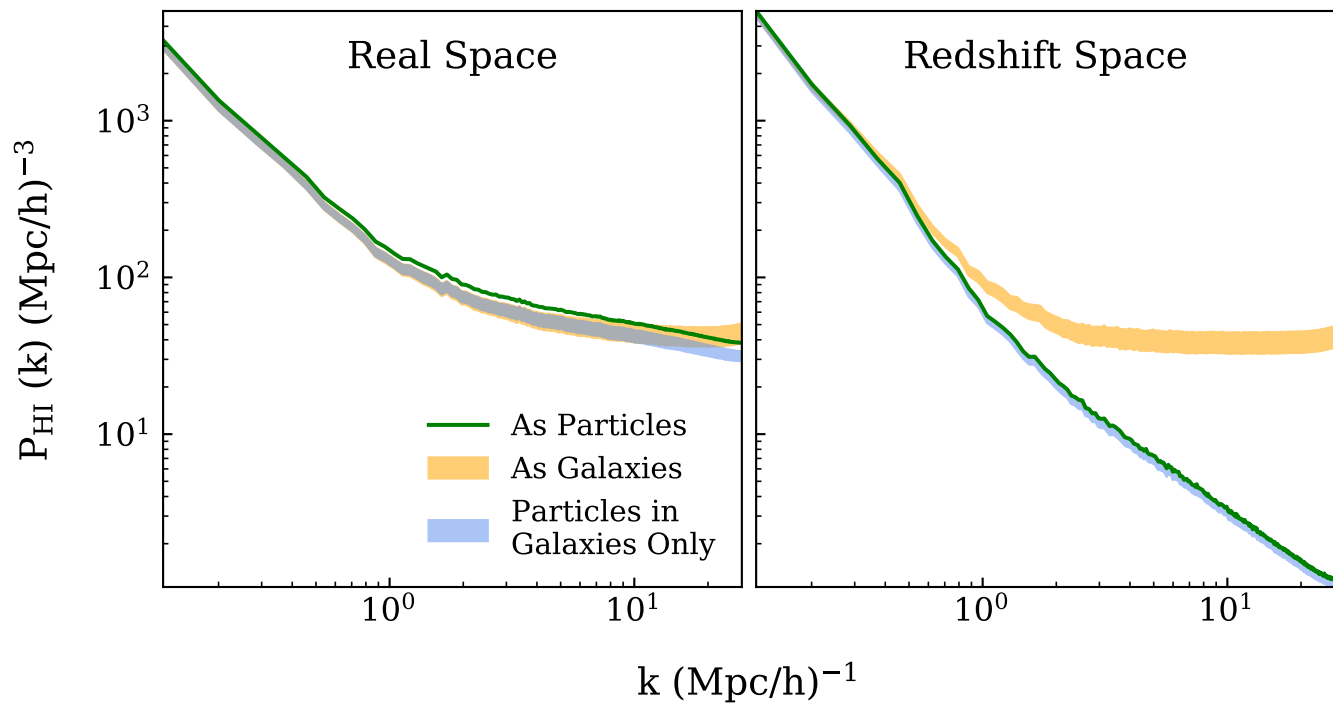 Real Space
Redshift Space
P_HI (k) (Mpc/h)^−3
10^3
10^2
10^1
As Particles
As Galaxies
Particles in
Galaxies Only
10^0
10^1
10^0
10^1
k (Mpc/h)^−1